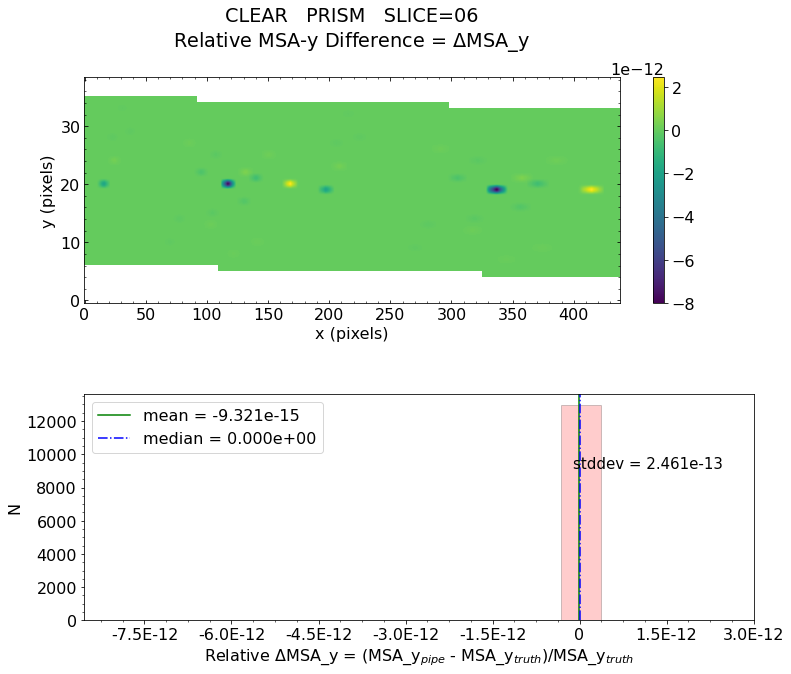 CLEAR   PRISM   SLICE=06
Relative MSA-y Difference = ΔMSA_y
1e−12
30
20
10
0
y (pixels)
0 50 100 150 200 250 300 350 400
x (pixels)
2
0
−2
−4
−6
−8
mean = -9.321e-15
median = 0.000e+00
stddev = 2.461e-13
12000
10000
8000
6000
4000
2000
0
N
-7.5E-12 -6.0E-12 -4.5E-12 -3.0E-12 -1.5E-12 0 1.5E-12 3.0E-12
Relative ΔMSA_y = (MSA_y_pipe - MSA_y_truth)/MSA_y_truth